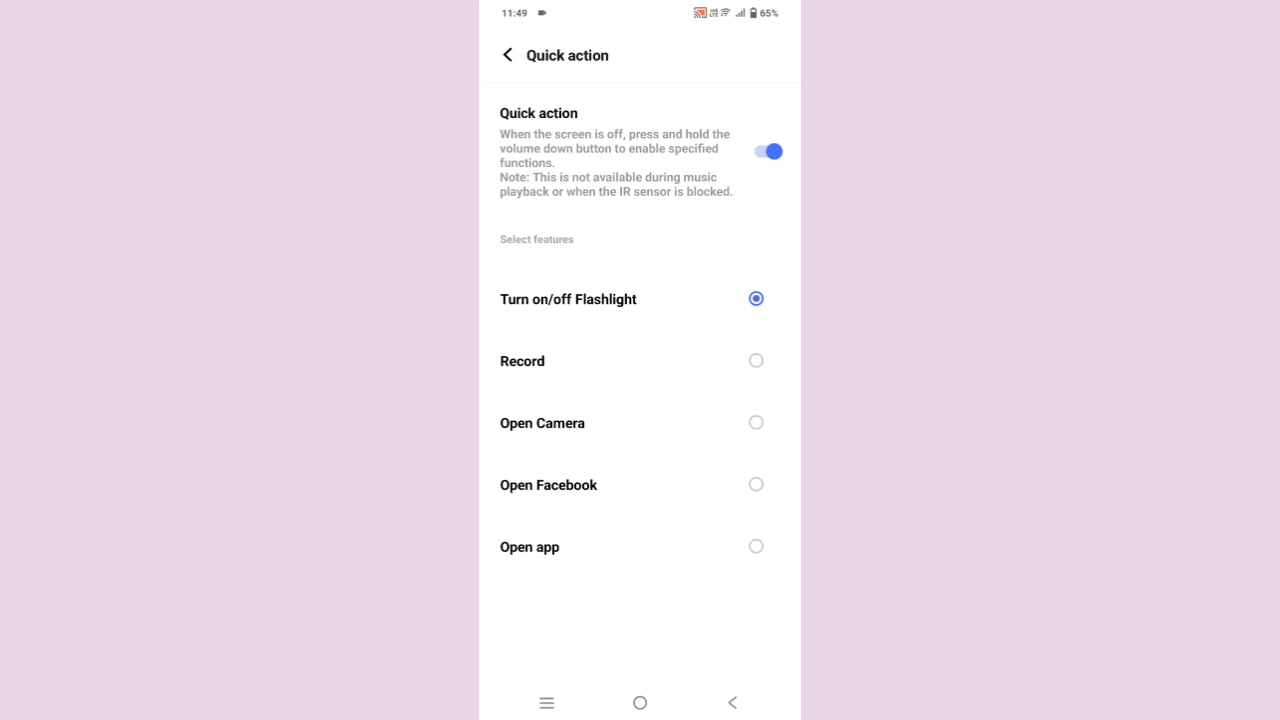 11:49 65%
Quick action
Quick action
When the screen is off, press and hold the
volume down button to enable specified
functions.
Note: This is not available during music
playback or when the IR sensor is blocked.
Select features
Turn on/off Flashlight
Record
Open Camera
Open Facebook
Open app